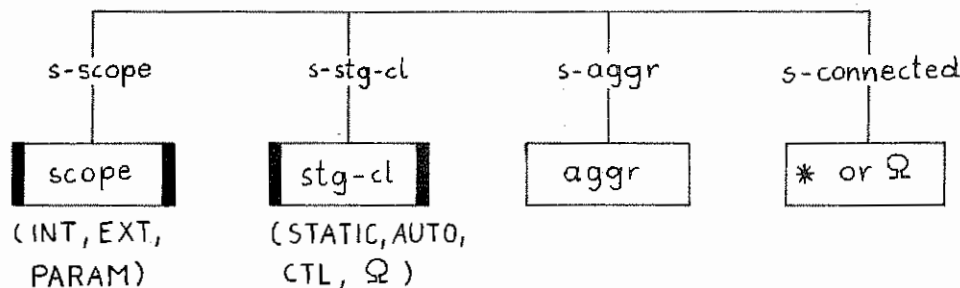 s-scope s-stg-cl s-aggr s-connected
scope stg-cl aggr * or Ω
(INT, EXT, (STATIC, AUTO,
PARAM) CTL, Ω)